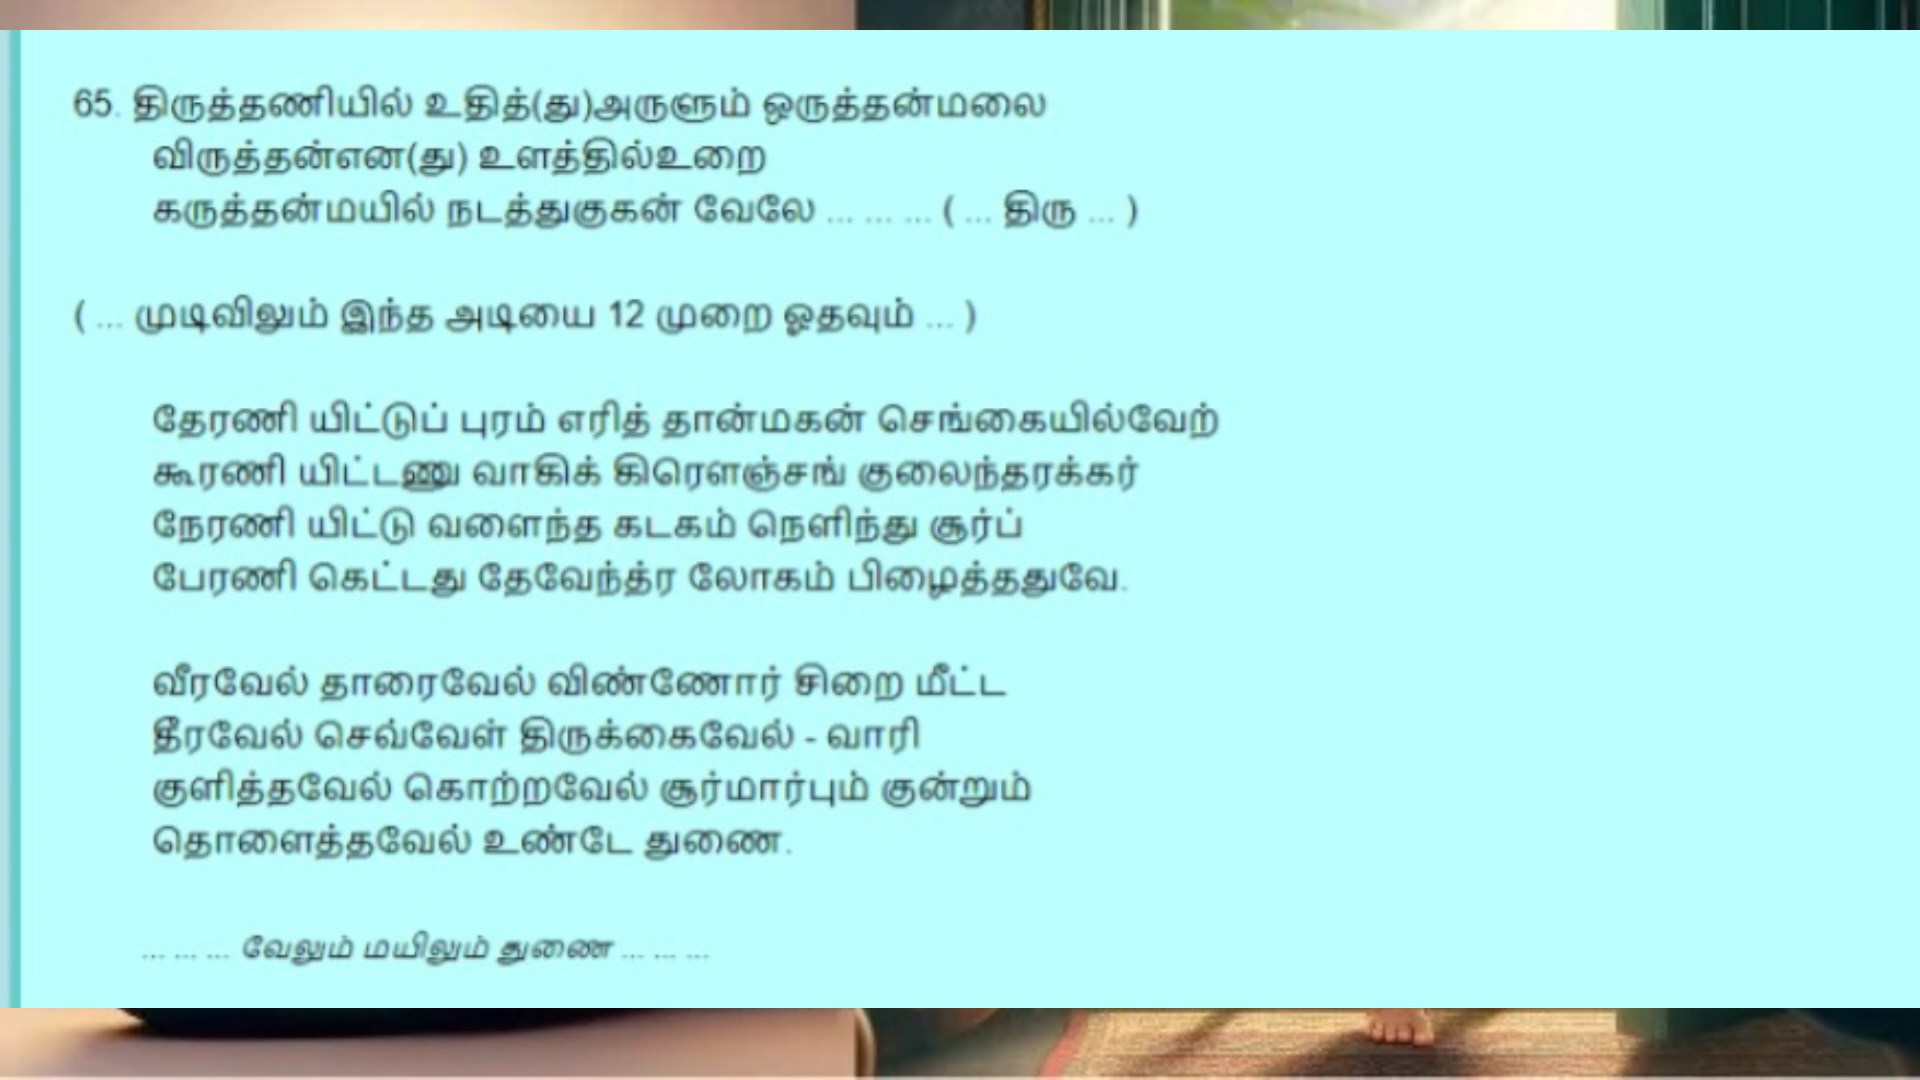 65. திருத்தணியில் உதித்(து)அருளும் ஒருத்தன்மலை
விருத்தன்என(து) உளத்தில்உறை
கருத்தன்மயில் நடத்துகுகன் வேலே ... ... ... ( ... திரு ... )
( ... முடிவிலும் இந்த அடியை 12 முறை ஓதவும் ... )
தேரணி யிட்டுப் புரம் எரித் தான்மகன் செங்கையில்வேற்
கூரணி யிட்டணு வாகிக் கிரௌஞ்சங் குலைந்தரக்கர்
நேரணி யிட்டு வளைந்த கடகம் நெளிந்து சூர்ப்
பேரணி கெட்டது தேவேந்த்ர லோகம் பிழைத்ததுவே.
வீரவேல் தாரைவேல் விண்ணோர் சிறை மீட்ட
தீரவேல் செவ்வேள் திருக்கைவேல் - வாரி
குளித்தவேல் கொற்றவேல் சூர்மார்பும் குன்றும்
தொளைத்தவேல் உண்டே துணை.
... ... ... வேலும் மயிலும் துணை ... ... ...